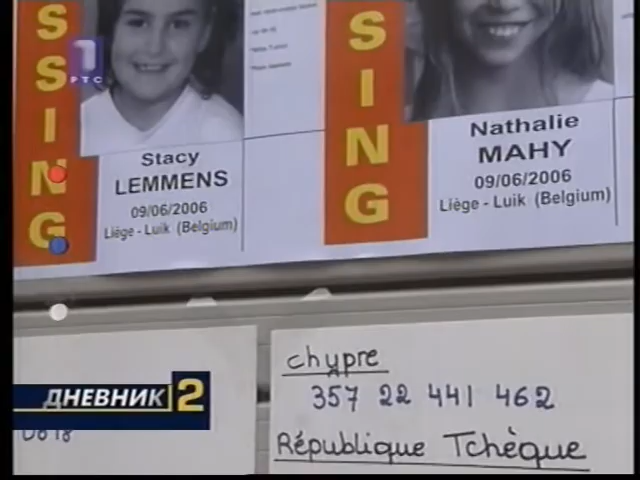 SSING
1
РТС
Stacy
LEMMENS
09/06/2006
Liège - Luik (Belgium)
SING
Nathalie
MAHY
09/06/2006
Liège - Luik (Belgium)
chypre
357 22 441 462
République Tchèque
ДНЕВНИК 2